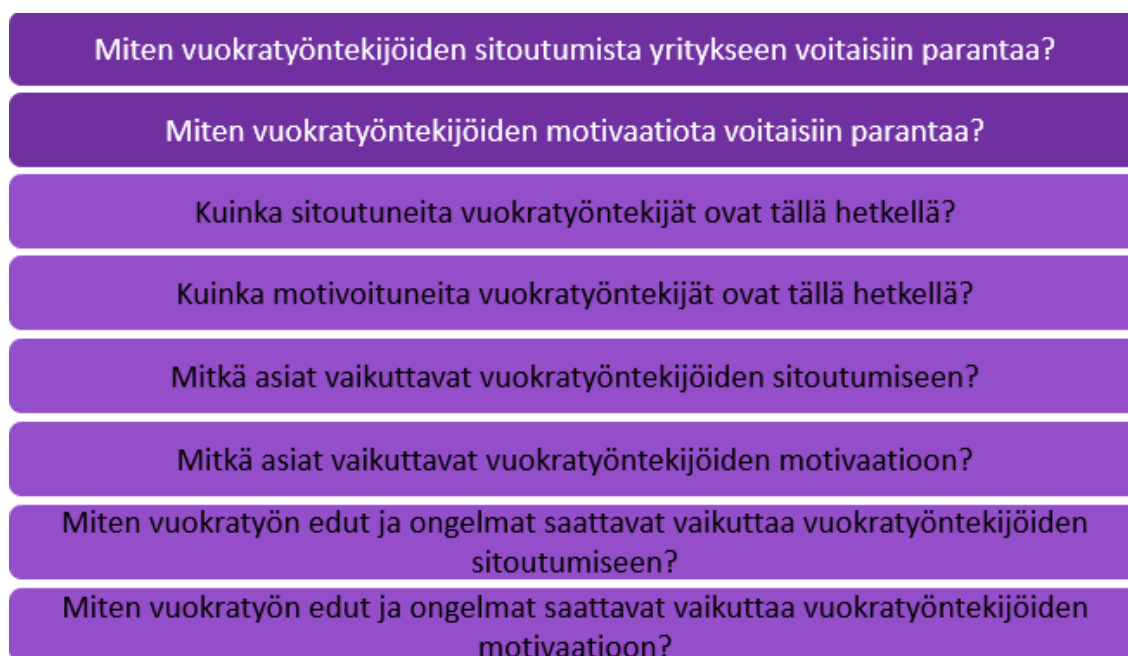 Miten vuokratyöntekijöiden sitoutumista yritykseen voitaisiin parantaa?
Miten vuokratyöntekijöiden motivaatiota voitaisiin parantaa?
Kuinka sitoutuneita vuokratyöntekijät ovat tällä hetkellä?
Kuinka motivoituneita vuokratyöntekijät ovat tällä hetkellä?
Mitkä asiat vaikuttavat vuokratyöntekijöiden sitoutumiseen?
Mitkä asiat vaikuttavat vuokratyöntekijöiden motivaatioon?
Miten vuokratyön edut ja ongelmat saattavat vaikuttaa vuokratyöntekijöiden
sitoutumiseen?
Miten vuokratyön edut ja ongelmat saattavat vaikuttaa vuokratyöntekijöiden
motivaatioon?